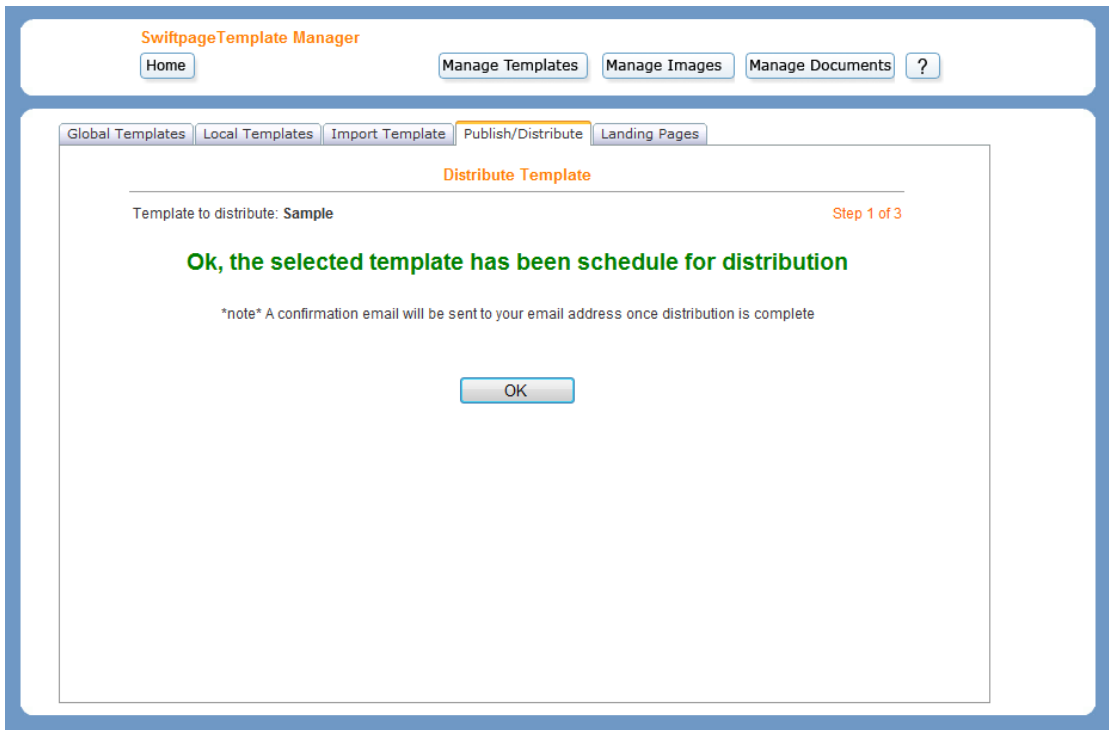 SwiftpageTemplate Manager
Home Manage Templates Manage Images Manage Documents ?
Global Templates Local Templates Import Template Publish/Distribute Landing Pages
Distribute Template
Template to distribute: Sample Step 1 of 3
Ok, the selected template has been schedule for distribution
*note* A confirmation email will be sent to your email address once distribution is complete
OK